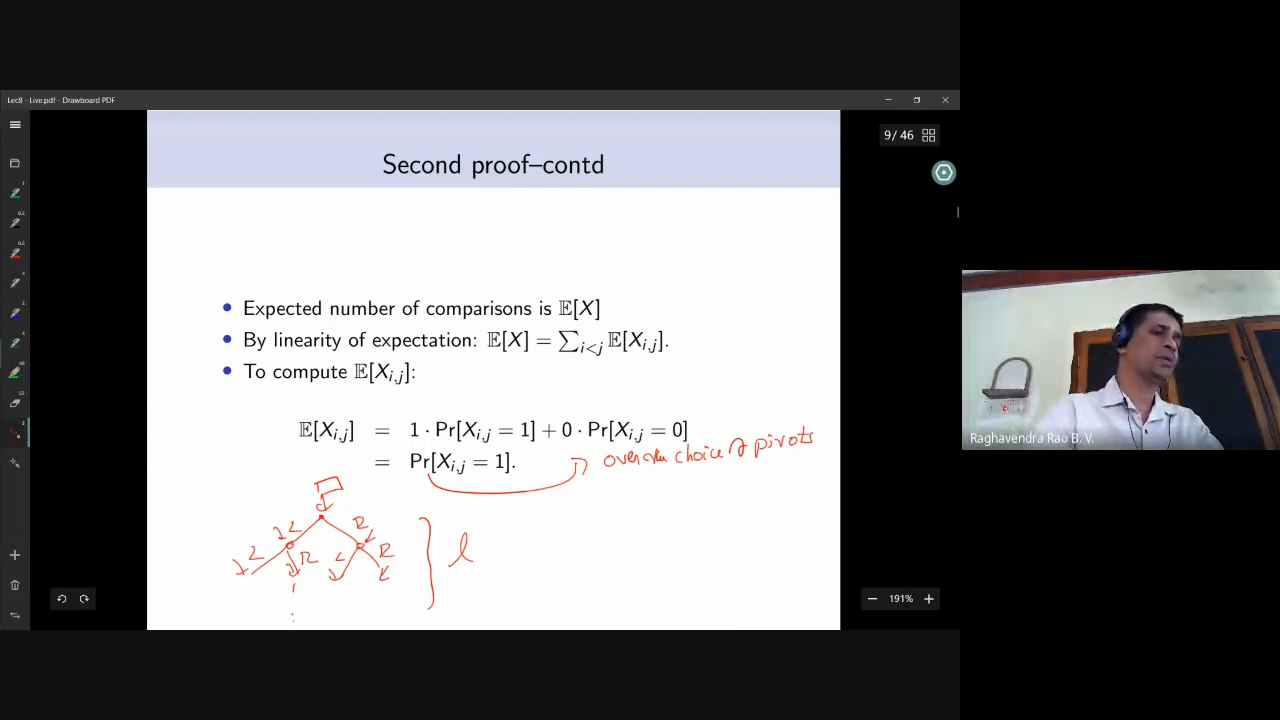 Lec8 - Live.pdf - Drawboard PDF
9/ 46
Second proof–contd
• Expected number of comparisons is 𝔼[X]
• By linearity of expectation: 𝔼[X] = ∑i<j 𝔼[Xi,j].
• To compute 𝔼[Xi,j]:
𝔼[Xi,j] = 1 · Pr[Xi,j = 1] + 0 · Pr[Xi,j = 0]
= Pr[Xi,j = 1].
choice of pivots
L R
L R L R
l
191%
Raghavendra Rao B. V.